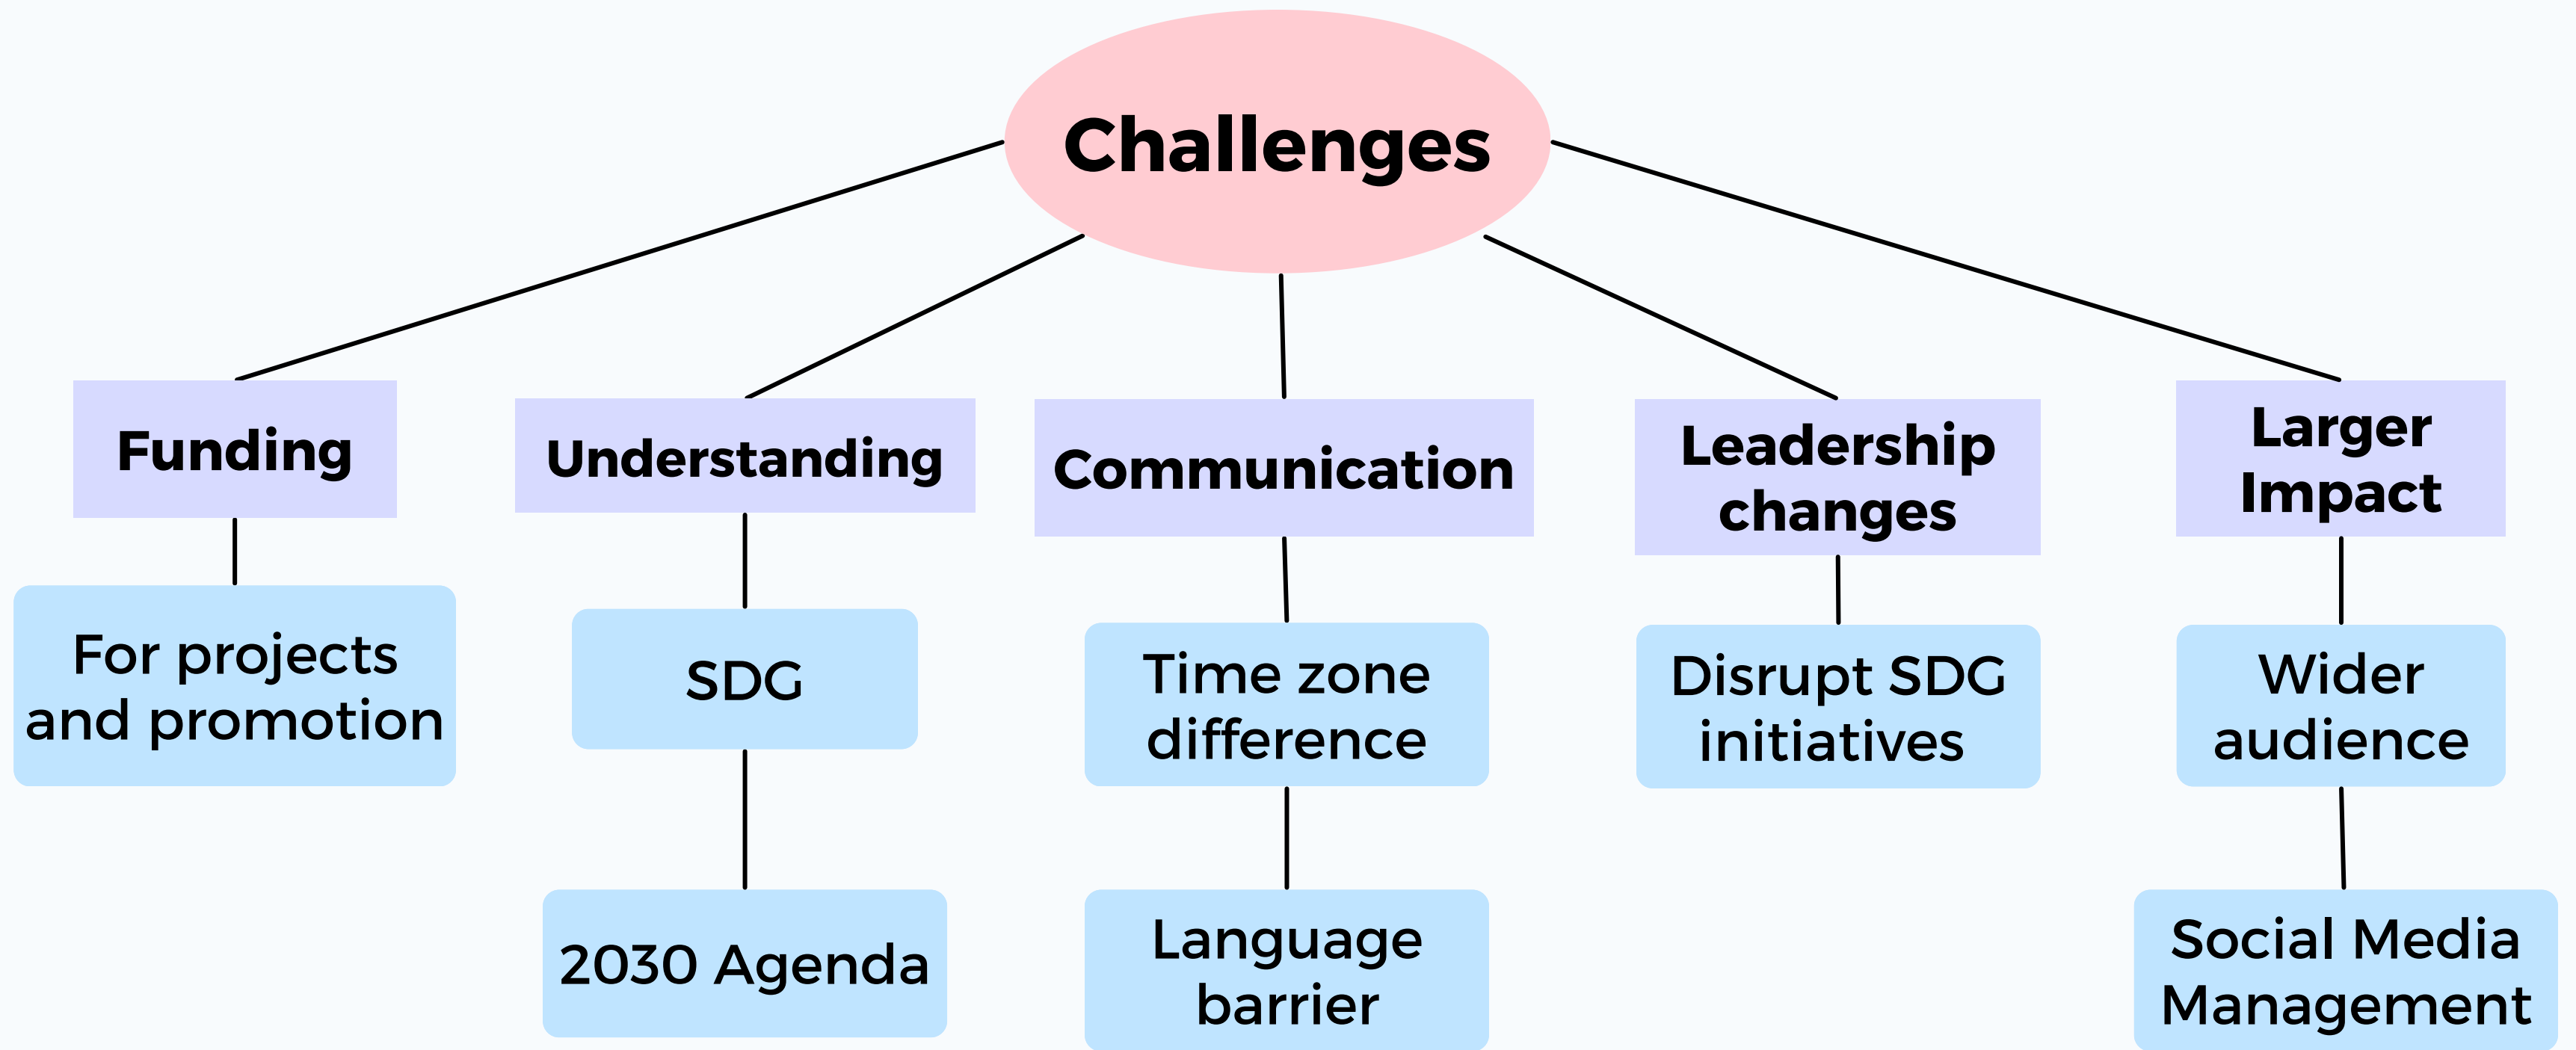 Challenges
Funding
For projects
and promotion
Understanding
SDG
2030 Agenda
Communication
Time zone
difference
Language
barrier
Leadership
changes
Disrupt SDG
initiatives
Larger
Impact
Wider
audience
Social Media
Management